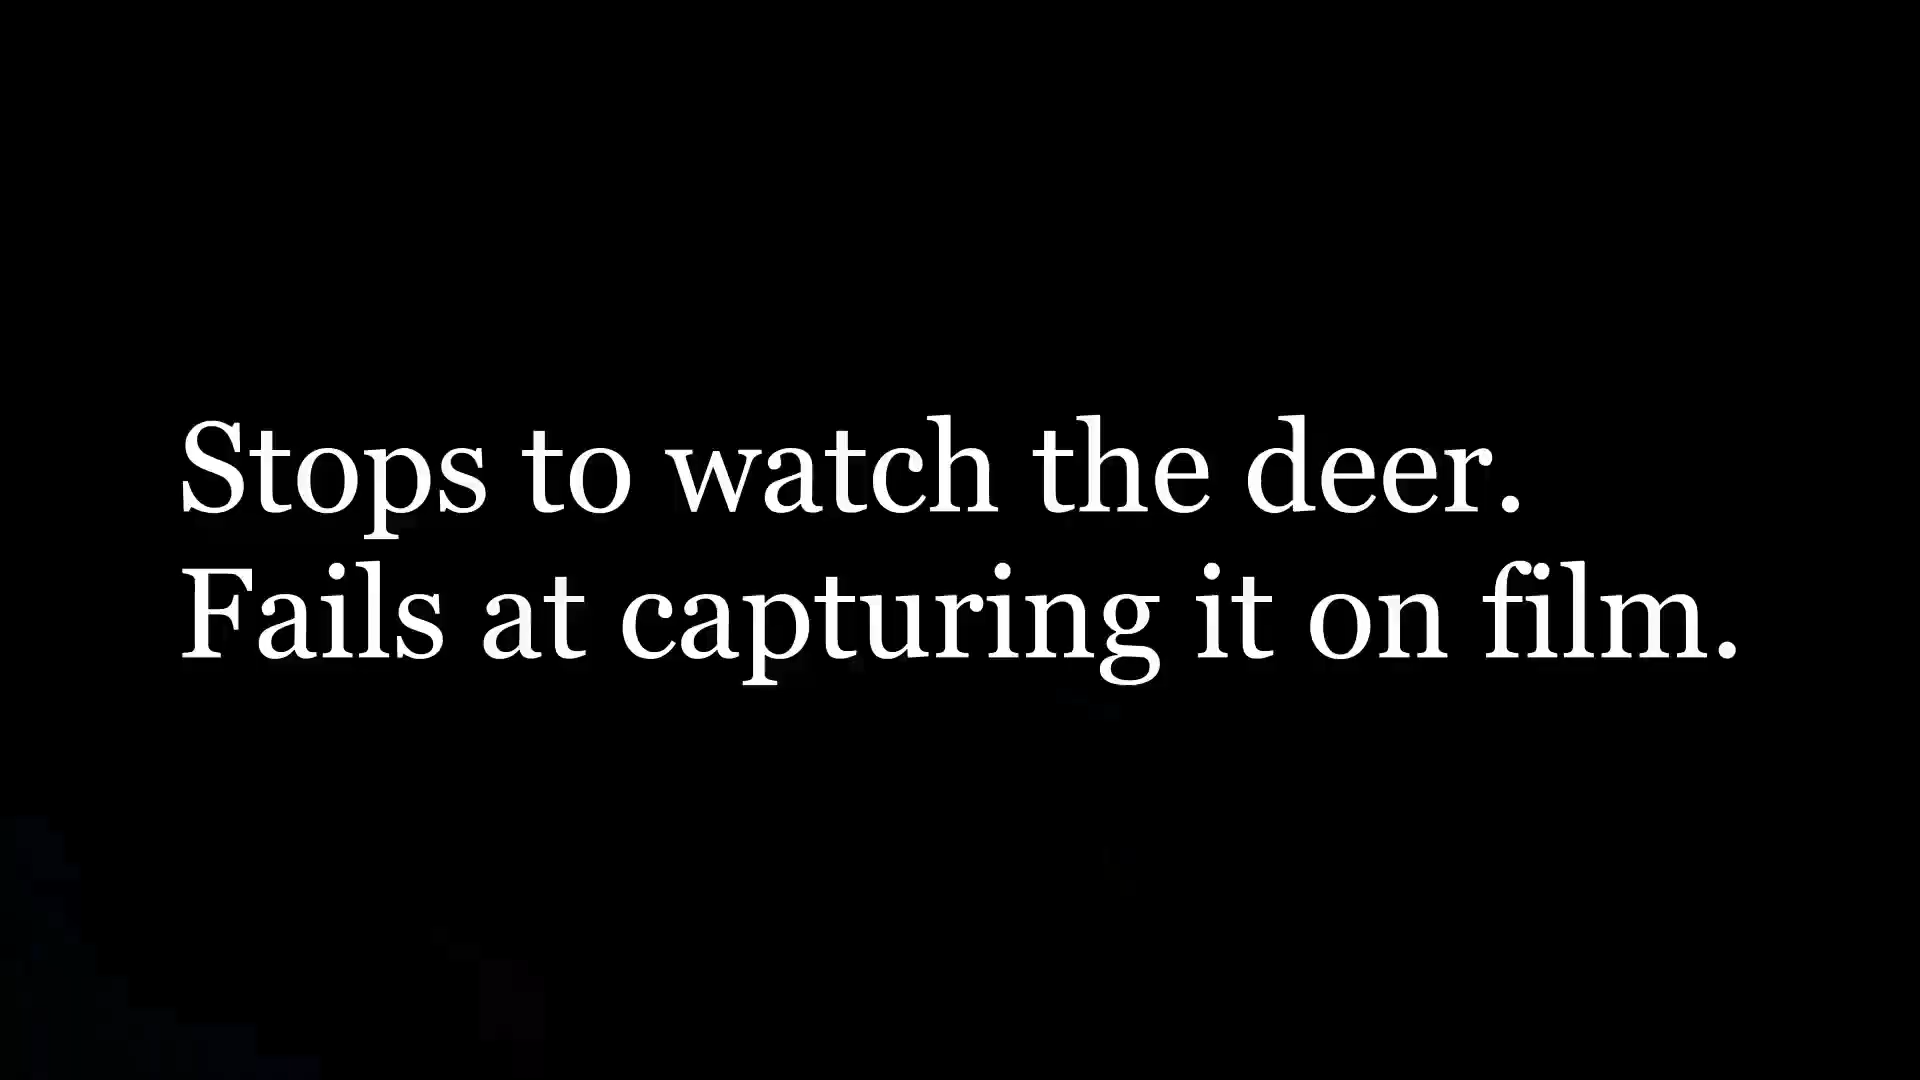 Stops to watch the deer.
Fails at capturing it on film.